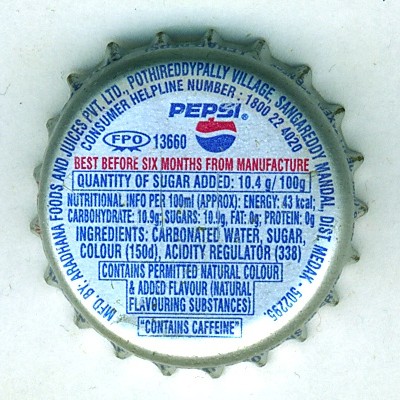 MFD. BY: ARADHANA FOODS AND JUICES PVT. LTD., POTHIREDDYPALLY VILLAGE, SANGAREDDY MANDAL, DIST. MEDAK - 502295.
CONSUMER HELPLINE NUMBER: 1800 22 4020
PEPSI®
FPO 13660
BEST BEFORE SIX MONTHS FROM MANUFACTURE
QUANTITY OF SUGAR ADDED: 10.4 g/ 100g
NUTRITIONAL INFO PER 100ml (APPROX): ENERGY: 43 kcal;
CARBOHYDRATE: 10.9g; SUGARS: 10.9g, FAT: 0g; PROTEIN: 0g
INGREDIENTS: CARBONATED WATER, SUGAR,
COLOUR (150d), ACIDITY REGULATOR (338)
CONTAINS PERMITTED NATURAL COLOUR
& ADDED FLAVOUR (NATURAL
FLAVOURING SUBSTANCES)
"CONTAINS CAFFEINE"